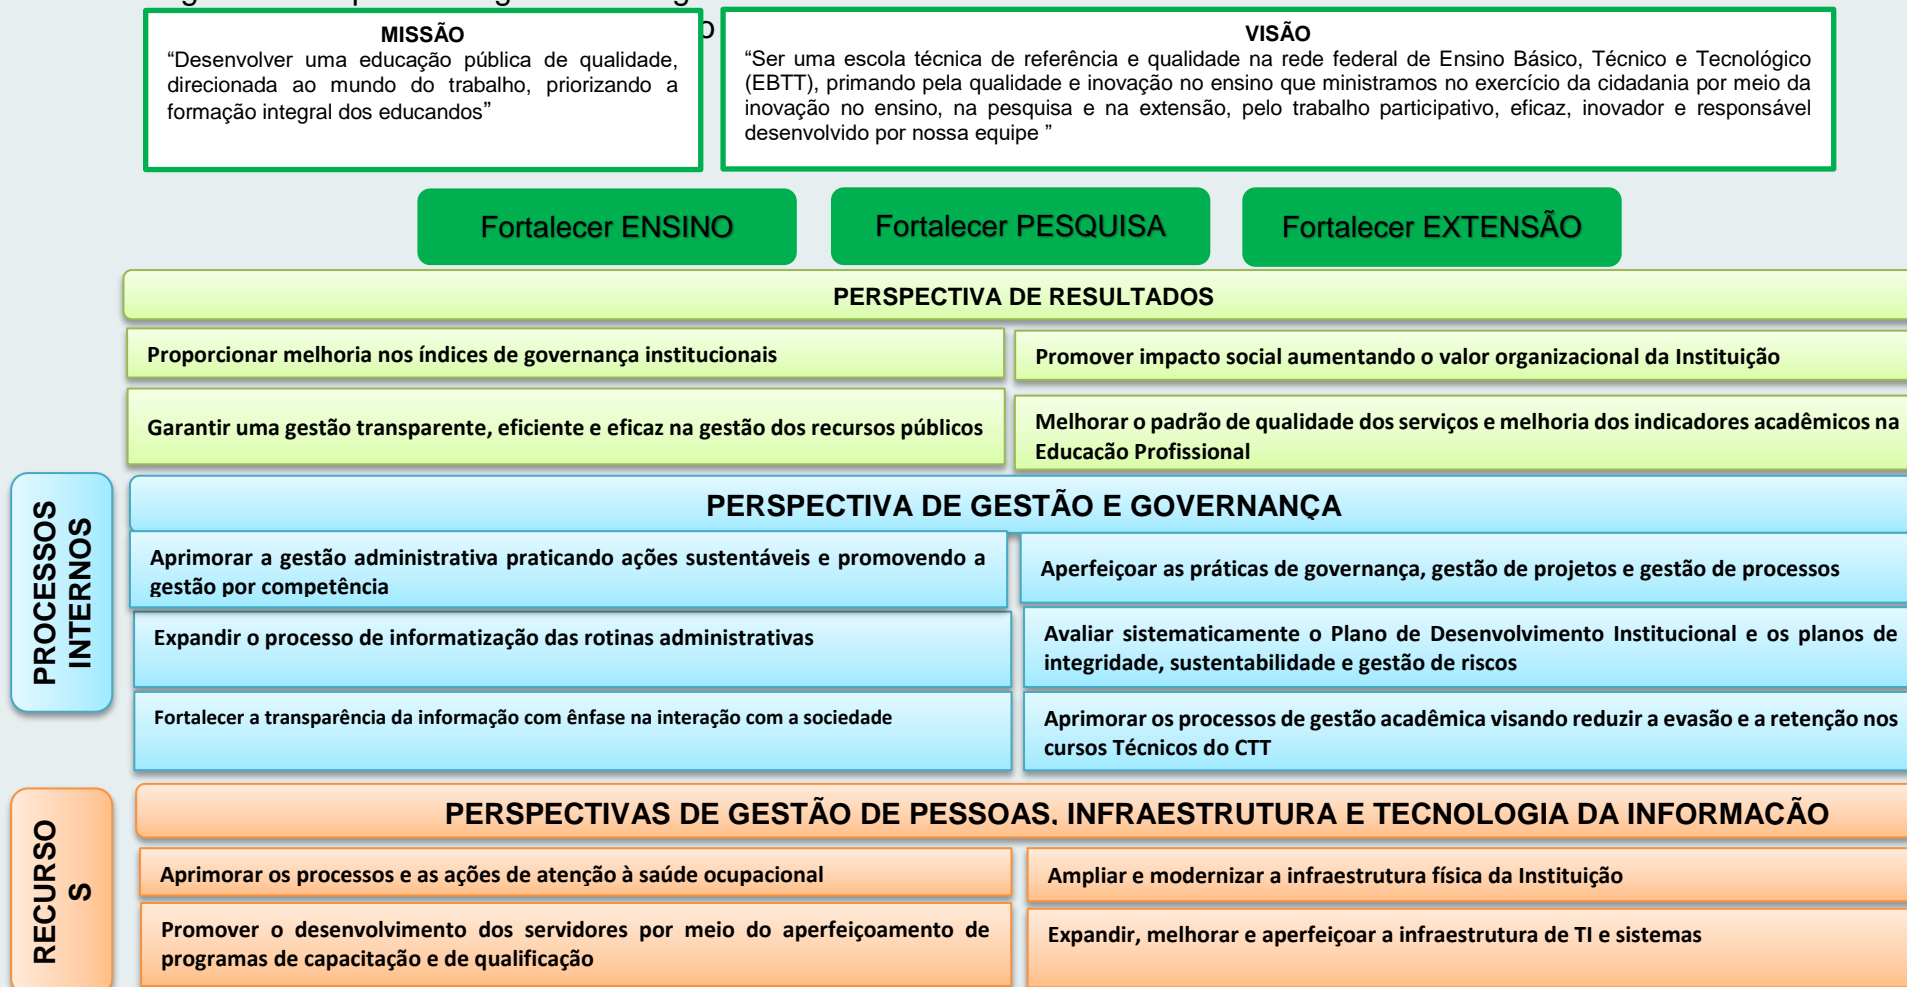 MISSÃO
“Desenvolver uma educação pública de qualidade,
direcionada ao mundo do trabalho, priorizando a
formação integral dos educandos”
VISÃO
“Ser uma escola técnica de referência e qualidade na rede federal de Ensino Básico, Técnico e Tecnológico
(EBTT), primando pela qualidade e inovação no ensino que ministramos no exercício da cidadania por meio da
inovação no ensino, na pesquisa e na extensão, pelo trabalho participativo, eficaz, inovador e responsável
desenvolvido por nossa equipe ”
Fortalecer ENSINO
Fortalecer PESQUISA
Fortalecer EXTENSÃO
PERSPECTIVA DE RESULTADOS
Proporcionar melhoria nos índices de governança institucionais
Promover impacto social aumentando o valor organizacional da Instituição
Garantir uma gestão transparente, eficiente e eficaz na gestão dos recursos públicos
Melhorar o padrão de qualidade dos serviços e melhoria dos indicadores acadêmicos na
Educação Profissional
PROCESSOS
INTERNOS
PERSPECTIVA DE GESTÃO E GOVERNANÇA
Aprimorar a gestão administrativa praticando ações sustentáveis e promovendo a
gestão por competência
Aperfeiçoar as práticas de governança, gestão de projetos e gestão de processos
Expandir o processo de informatização das rotinas administrativas
Avaliar sistematicamente o Plano de Desenvolvimento Institucional e os planos de
integridade, sustentabilidade e gestão de riscos
Fortalecer a transparência da informação com ênfase na interação com a sociedade
Aprimorar os processos de gestão acadêmica visando reduzir a evasão e a retenção nos
cursos Técnicos do CTT
RECURSO
S
PERSPECTIVAS DE GESTÃO DE PESSOAS, INFRAESTRUTURA E TECNOLOGIA DA INFORMAÇÃO
Aprimorar os processos e as ações de atenção à saúde ocupacional
Ampliar e modernizar a infraestrutura física da Instituição
Promover o desenvolvimento dos servidores por meio do aperfeiçoamento de
programas de capacitação e de qualificação
Expandir, melhorar e aperfeiçoar a infraestrutura de TI e sistemas